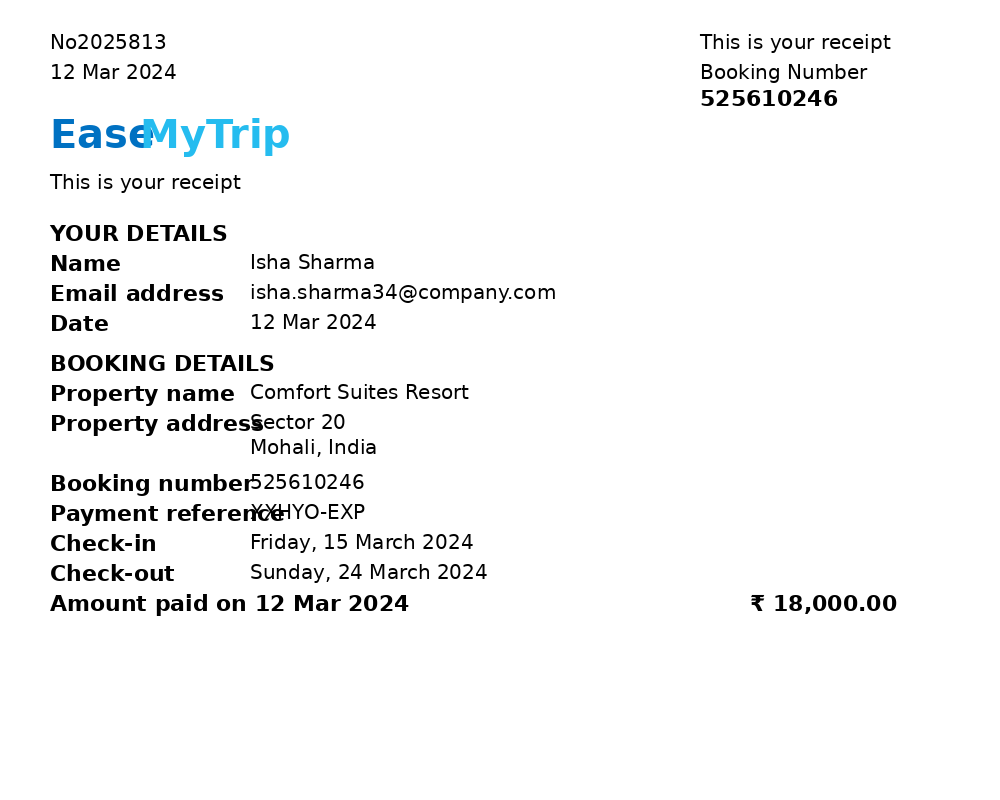 No2025813
This is your receipt
12 Mar 2024
Booking Number
525610246
EaseMyTrip
This is your receipt
YOUR DETAILS
Name Isha Sharma
Email address isha.sharma34@company.com
Date 12 Mar 2024
BOOKING DETAILS
Property name Comfort Suites Resort
Property address Sector 20
Mohali, India
Booking number 525610246
Payment reference XXHYO-EXP
Check-in Friday, 15 March 2024
Check-out Sunday, 24 March 2024
Amount paid on 12 Mar 2024 ₹ 18,000.00